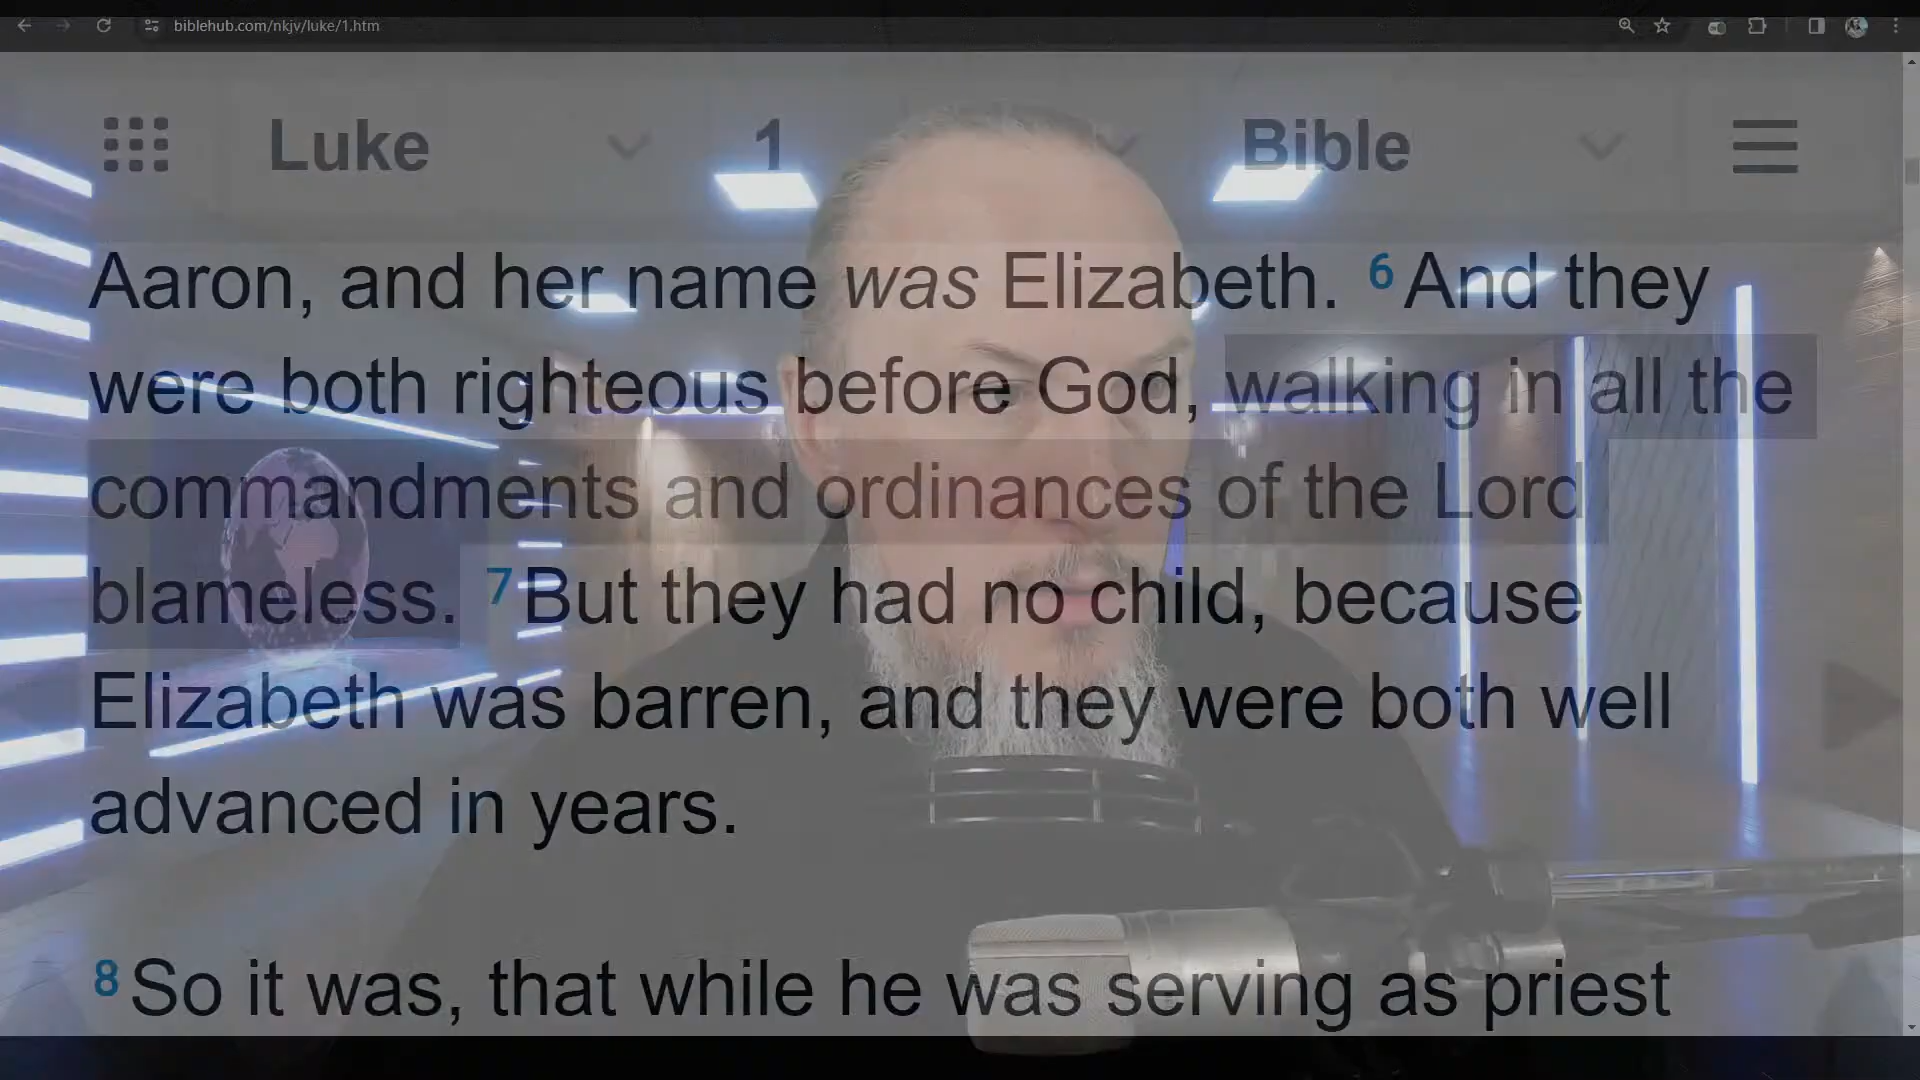 biblehub.com/nkjv/luke/1.htm
Luke 1 Bible
Aaron, and her name was Elizabeth. 6 And they
were both righteous before God, walking in all the
commandments and ordinances of the Lord
blameless. 7 But they had no child, because
Elizabeth was barren, and they were both well
advanced in years.
8 So it was, that while he was serving as priest